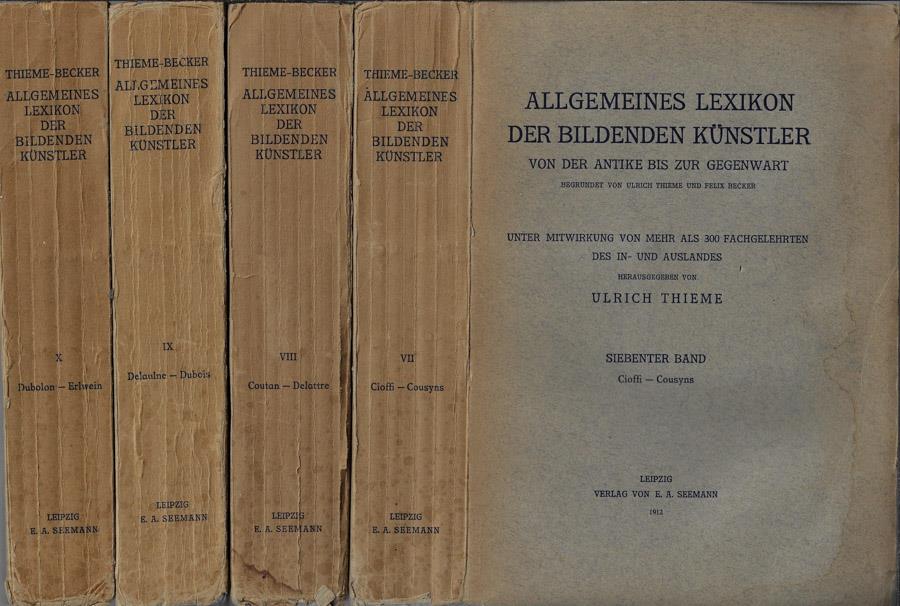 THIEME-BECKER
ALLGEMEINES
LEXIKON
DER
BILDENDEN
KÜNSTLER
X
Dubolon — Erlwein
LEIPZIG
E. A. SEEMANN
THIEME-BECKER
ALLGEMEINES
LEXIKON
DER
BILDENDEN
KÜNSTLER
IX
Delaulne — Dubois
LEIPZIG
E. A. SEEMANN
THIEME-BECKER
ALLGEMEINES
LEXIKON
DER
BILDENDEN
KÜNSTLER
VIII
Coutan — Delattre
LEIPZIG
E. A. SEEMANN
THIEME-BECKER
ALLGEMEINES
LEXIKON
DER
BILDENDEN
KÜNSTLER
VII
Cioffi — Cousyns
LEIPZIG
E. A. SEEMANN
ALLGEMEINES LEXIKON
DER BILDENDEN KÜNSTLER
VON DER ANTIKE BIS ZUR GEGENWART
BEGRÜNDET VON ULRICH THIEME UND FELIX BECKER
UNTER MITWIRKUNG VON MEHR ALS 300 FACHGELEHRTEN
DES IN- UND AUSLANDES
HERAUSGEGEBEN VON
ULRICH THIEME
SIEBENTER BAND
Cioffi — Cousyns
LEIPZIG
VERLAG VON E. A. SEEMANN
1912